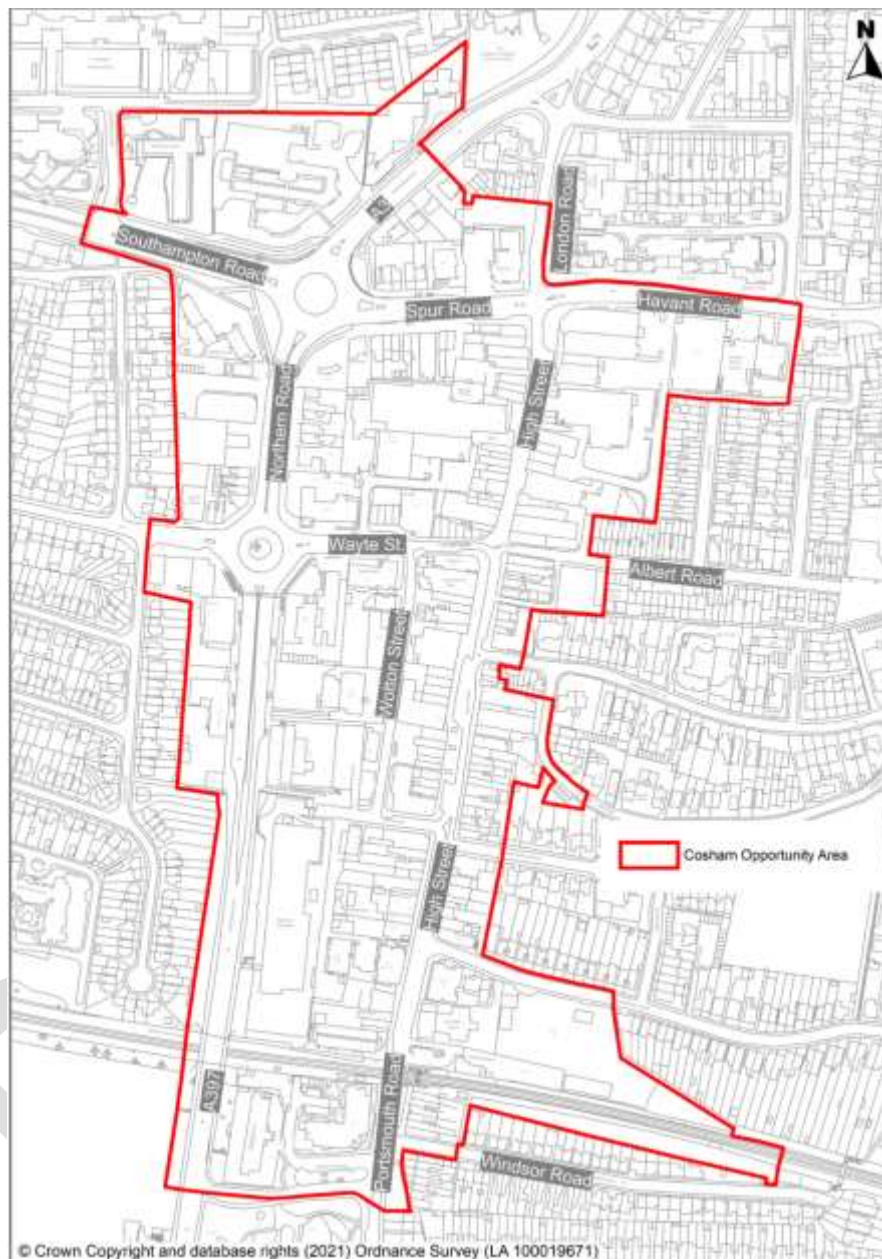 N
London Road
A3
Southampton Road
Havant Road
Spur Road
High Street
Northern Road
Wayte St.
Albert Road
Wootton Street
Cosham Opportunity Area
High Street
A397
Portsmouth Road
Windsor Road
© Crown Copyright and database rights (2021) Ordnance Survey (LA 100019671)